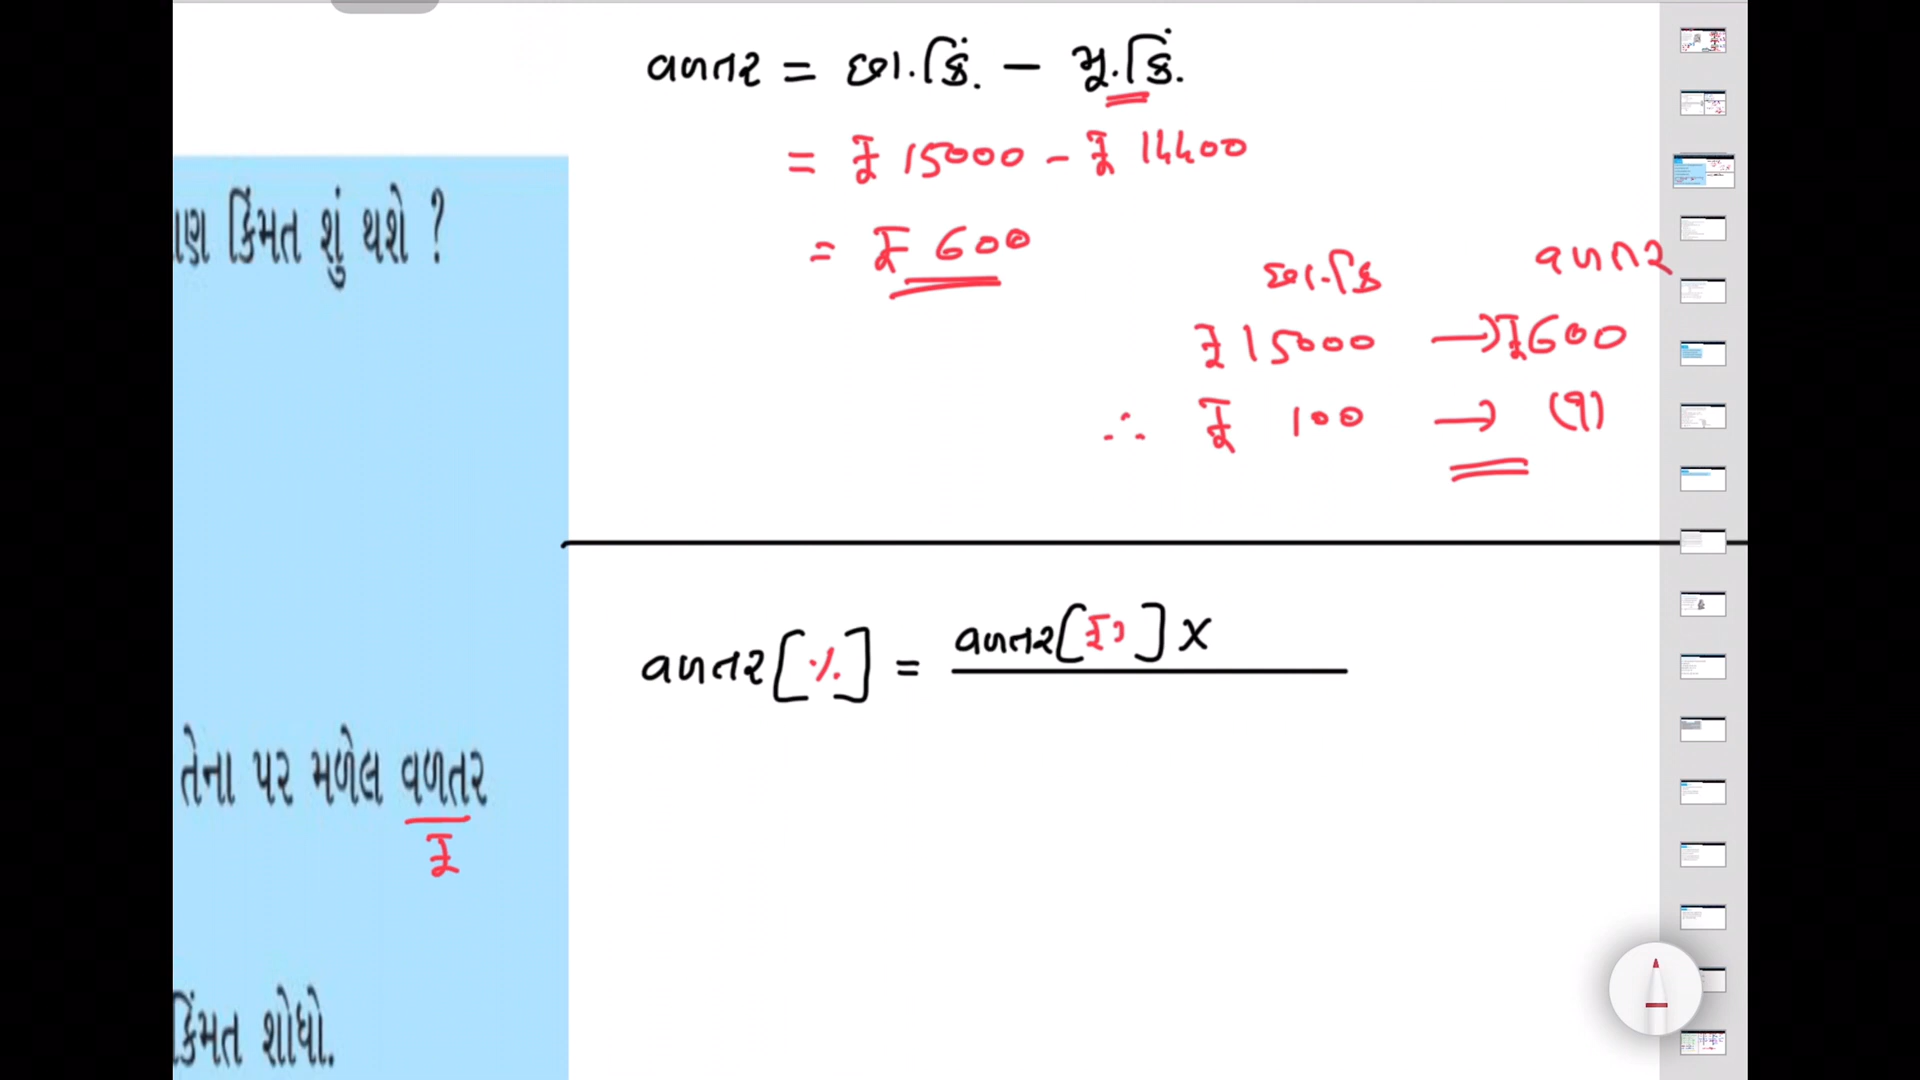 વળતર = છા.કિં. – મૂ.કિં.
= ₹ 15000 – ₹ 14400
= ₹ 600
છા.કિ વળતર
₹ 15000 → ₹600
∴ ₹ 100 → (?)
કિંમત શું થશે ?
વળતર [%] = વળતર [₹] x
તેના પર મળેલ વળતર
₹
કિંમત શોધો.